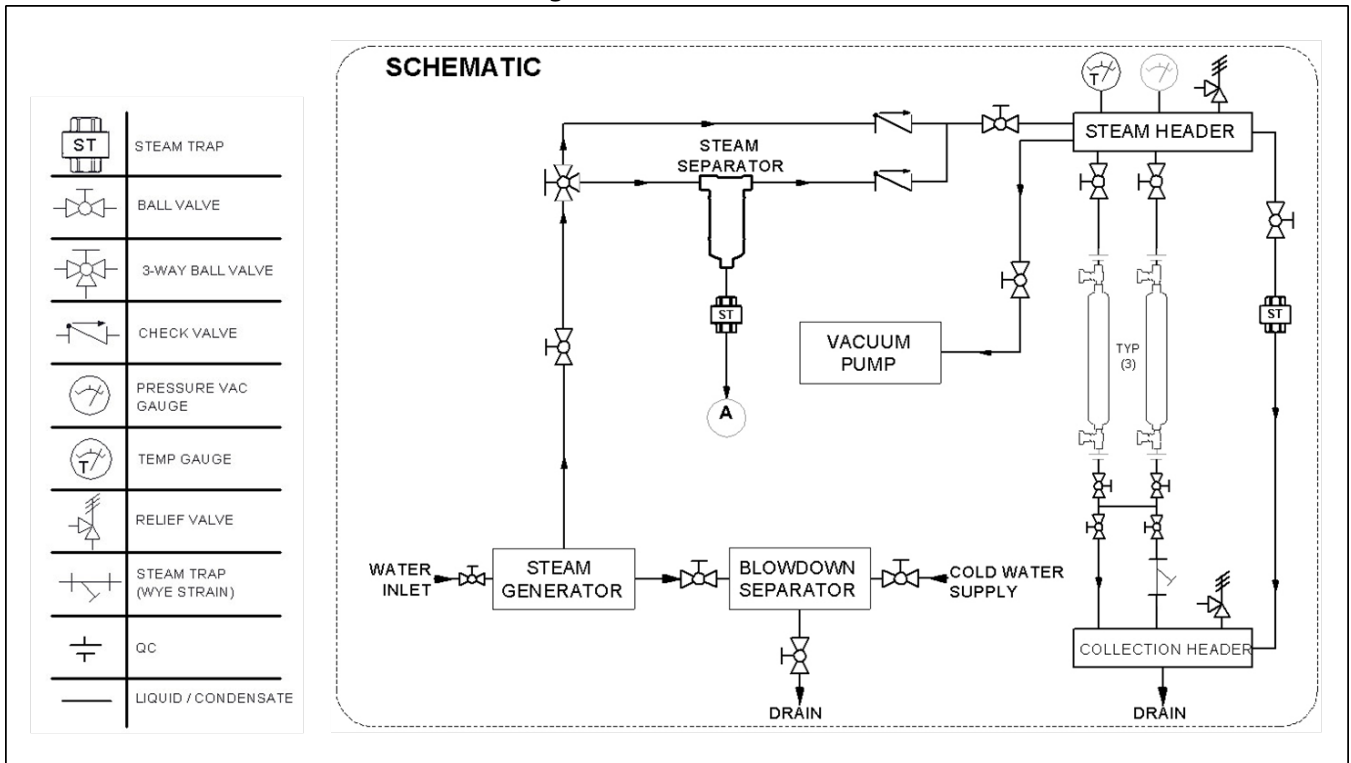 SCHEMATIC
ST
STEAM TRAP
BALL VALVE
3-WAY BALL VALVE
CHECK VALVE
PRESSURE VAC
GAUGE
T
TEMP GAUGE
RELIEF VALVE
STEAM TRAP
(WYE STRAIN)
QC
LIQUID / CONDENSATE
T
STEAM HEADER
STEAM
SEPARATOR
ST
A
VACUUM
PUMP
TYP
(3)
ST
WATER
INLET
STEAM
GENERATOR
BLOWDOWN
SEPARATOR
COLD WATER
SUPPLY
DRAIN
COLLECTION HEADER
DRAIN